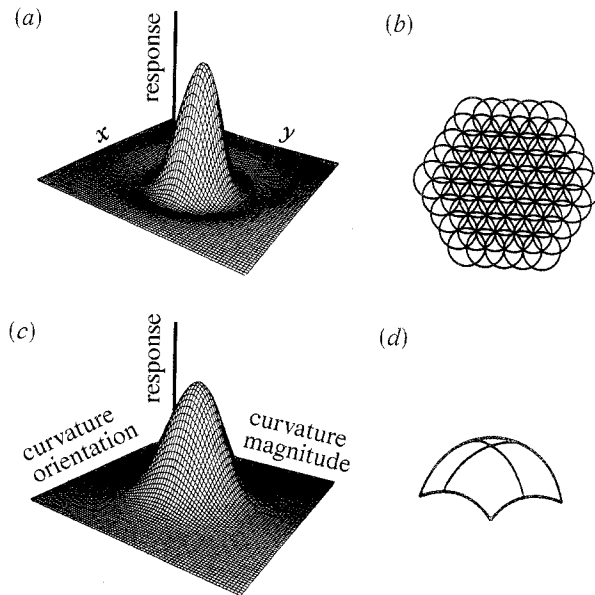 (a)
response
x
y
(b)
(c)
response
curvature
orientation
curvature
magnitude
(d)